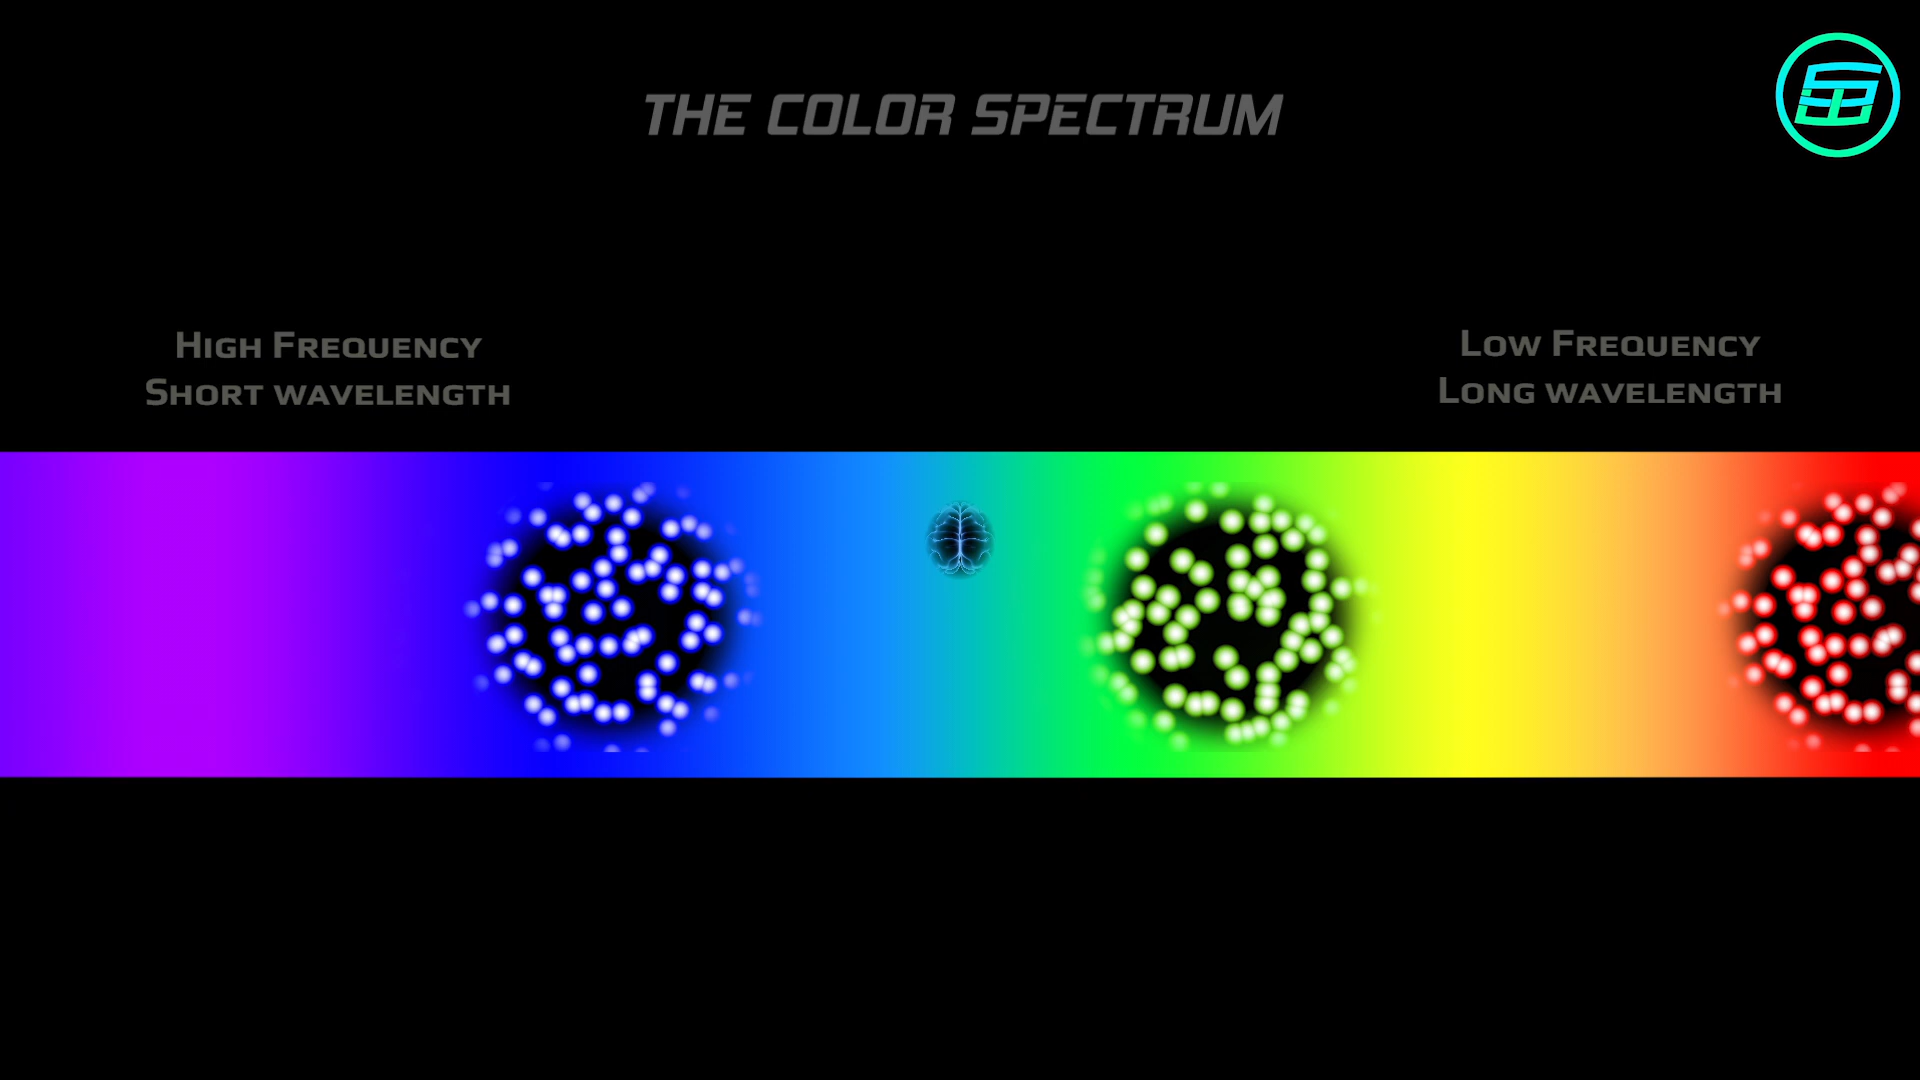 THE COLOR SPECTRUM
High Frequency
Short wavelength
Low Frequency
Long wavelength